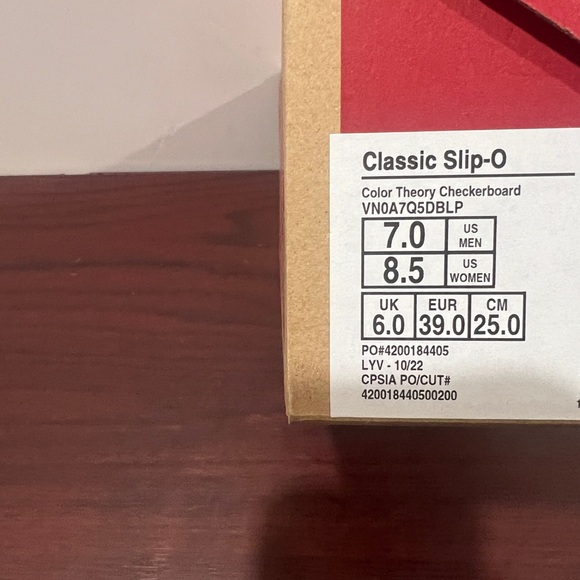 Classic Slip-O
Color Theory Checkerboard
VN0A7Q5DBLP
7.0 US MEN
8.5 US WOMEN
UK EUR CM
6.0 39.0 25.0
PO#4200184405
LYV - 10/22
CPSIA PO/CUT#
420018440500200